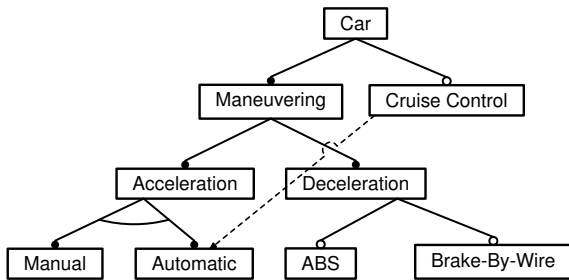 Car
Maneuvering
Cruise Control
Acceleration
Deceleration
Manual
Automatic
ABS
Brake-By-Wire